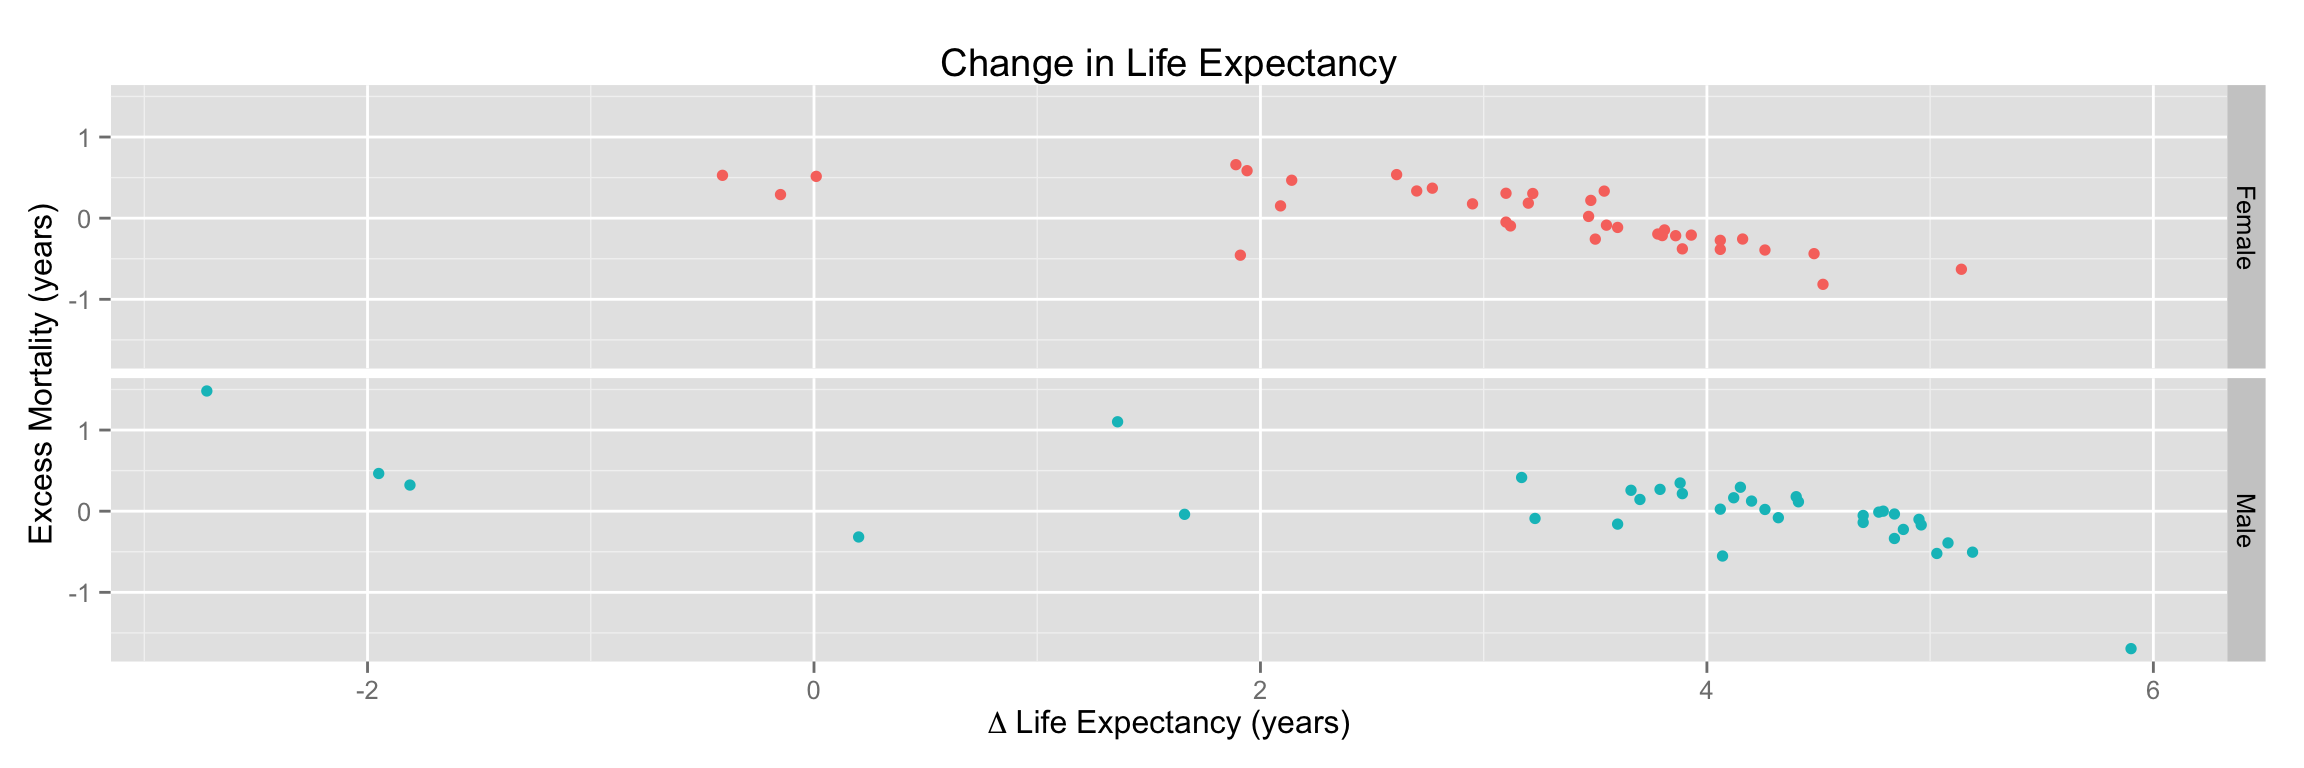 Change in Life Expectancy
Excess Mortality (years)
1
0
-1
Female
1
0
-1
Male
-2
0
2
4
6
Δ Life Expectancy (years)